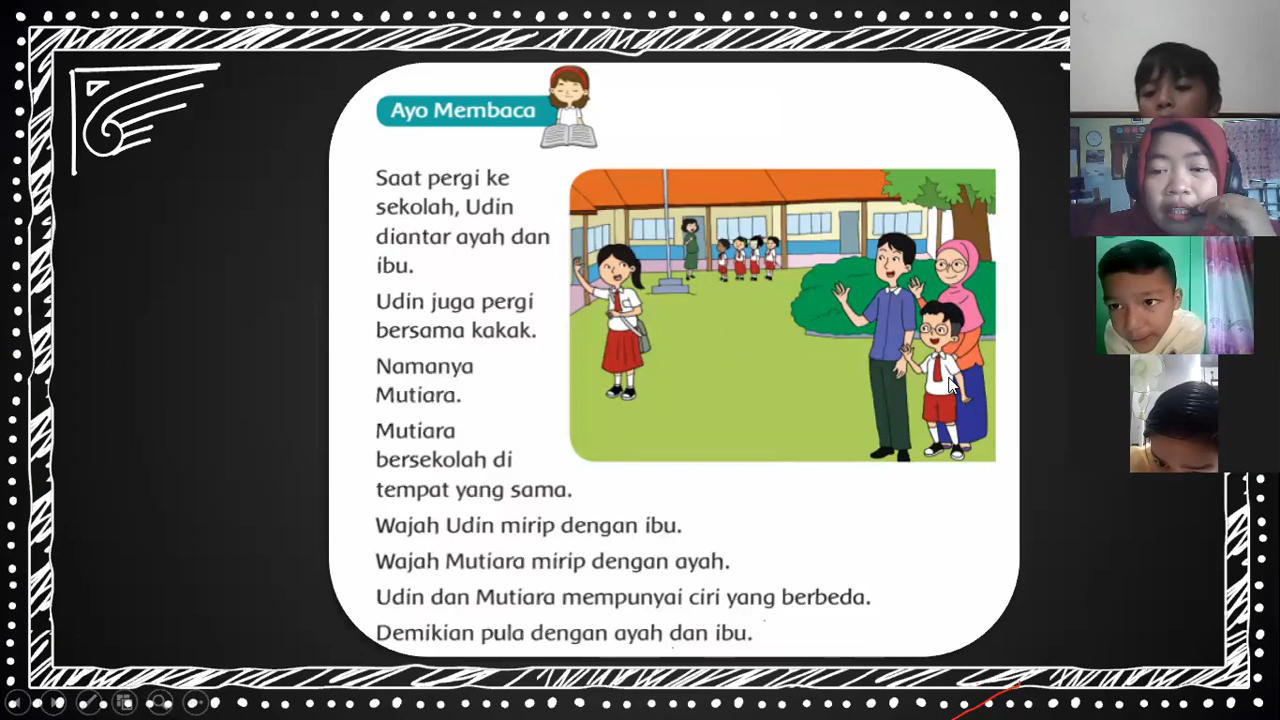 Ayo Membaca
Saat pergi ke
sekolah, Udin
diantar ayah dan
ibu.
Udin juga pergi
bersama kakak.
Namanya
Mutiara.
Mutiara
bersekolah di
tempat yang sama.
Wajah Udin mirip dengan ibu.
Wajah Mutiara mirip dengan ayah.
Udin dan Mutiara mempunyai ciri yang berbeda.
Demikian pula dengan ayah dan ibu.